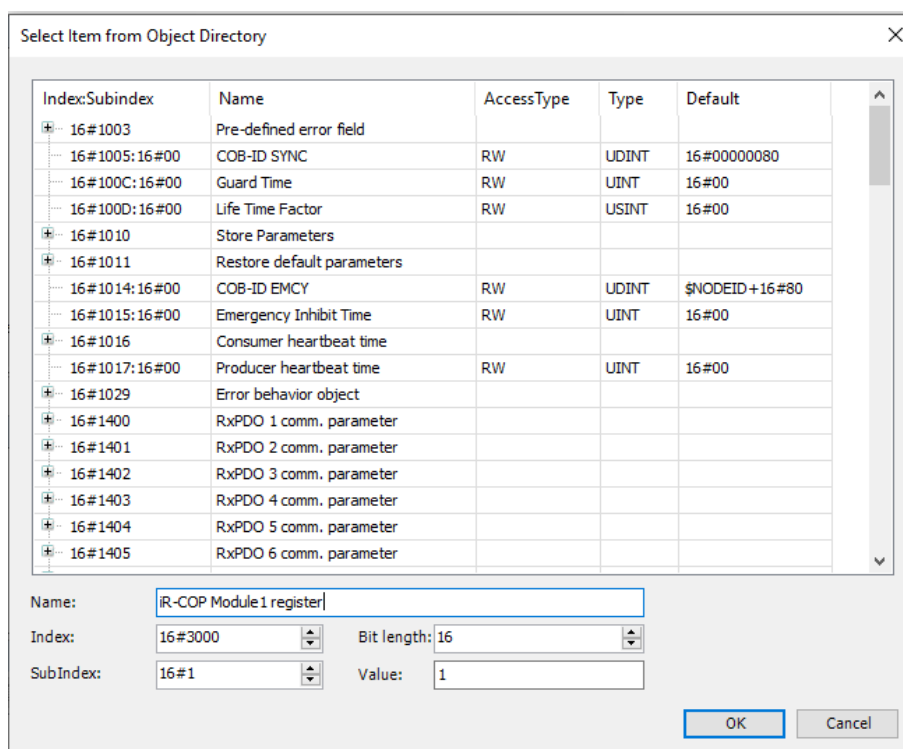 Select Item from Object Directory
Index:Subindex Name AccessType Type Default
16#1003 Pre-defined error field
16#1005:16#00 COB-ID SYNC RW UDINT 16#00000080
16#100C:16#00 Guard Time RW UINT 16#00
16#100D:16#00 Life Time Factor RW USINT 16#00
16#1010 Store Parameters
16#1011 Restore default parameters
16#1014:16#00 COB-ID EMCY RW UDINT $NODEID+16#80
16#1015:16#00 Emergency Inhibit Time RW UINT 16#00
16#1016 Consumer heartbeat time
16#1017:16#00 Producer heartbeat time RW UINT 16#00
16#1029 Error behavior object
16#1400 RxPDO 1 comm. parameter
16#1401 RxPDO 2 comm. parameter
16#1402 RxPDO 3 comm. parameter
16#1403 RxPDO 4 comm. parameter
16#1404 RxPDO 5 comm. parameter
16#1405 RxPDO 6 comm. parameter
Name: iR-COP Module1 register
Index: 16#3000 Bit length: 16
SubIndex: 16#1 Value: 1
OK Cancel